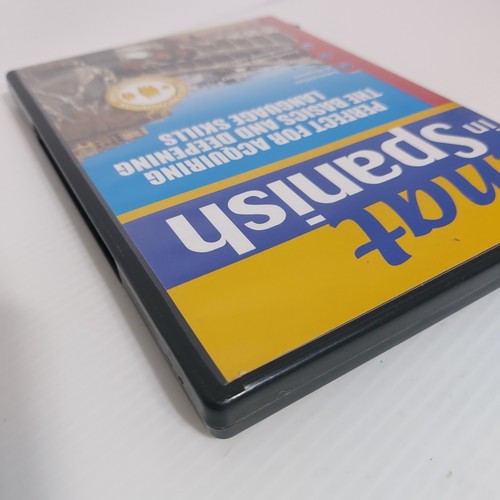 in Spanish
PERFECT FOR ACQUIRING
THE BASICS AND DEEPENING
LANGUAGE SKILLS